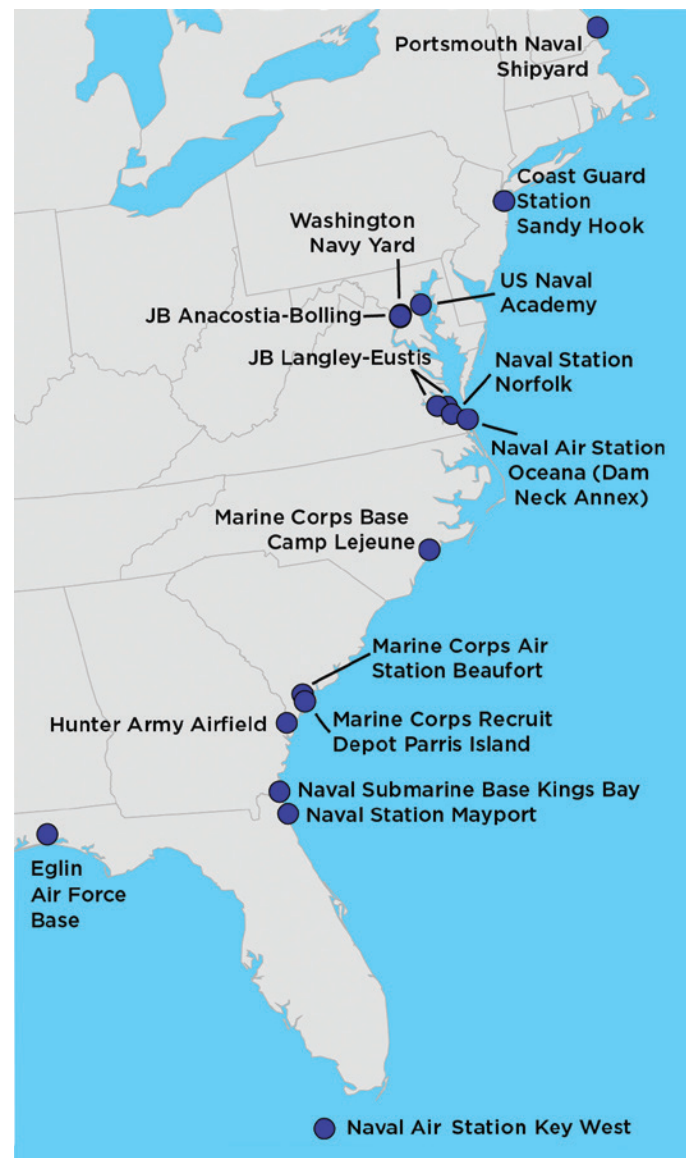 Portsmouth Naval
Shipyard
Coast Guard
Station
Sandy Hook
Washington
Navy Yard
US Naval
Academy
JB Anacostia-Bolling
JB Langley-Eustis
Naval Station
Norfolk
Naval Air Station
Oceana (Dam
Neck Annex)
Marine Corps Base
Camp Lejeune
Marine Corps Air
Station Beaufort
Hunter Army Airfield
Marine Corps Recruit
Depot Parris Island
Naval Submarine Base Kings Bay
Naval Station Mayport
Eglin
Air Force
Base
Naval Air Station Key West